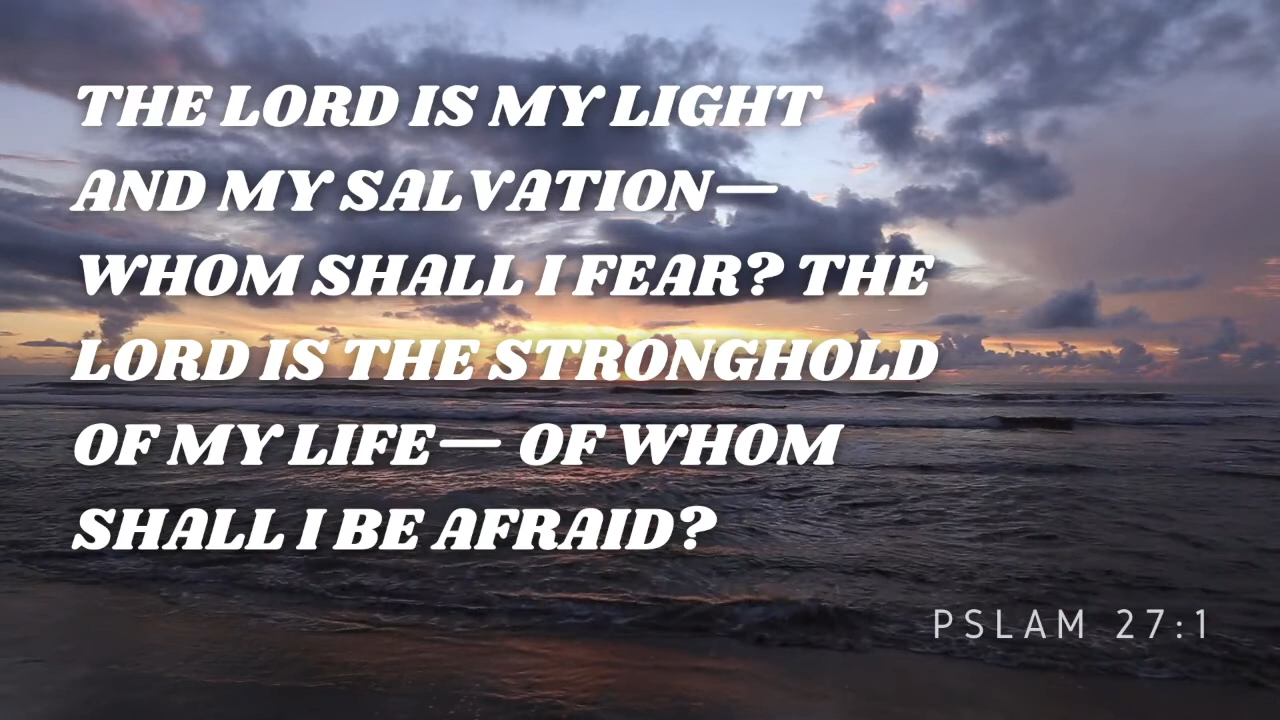 THE LORD IS MY LIGHT
AND MY SALVATION—
WHOM SHALL I FEAR? THE
LORD IS THE STRONGHOLD
OF MY LIFE— OF WHOM
SHALL I BE AFRAID?
PSLAM 27:1